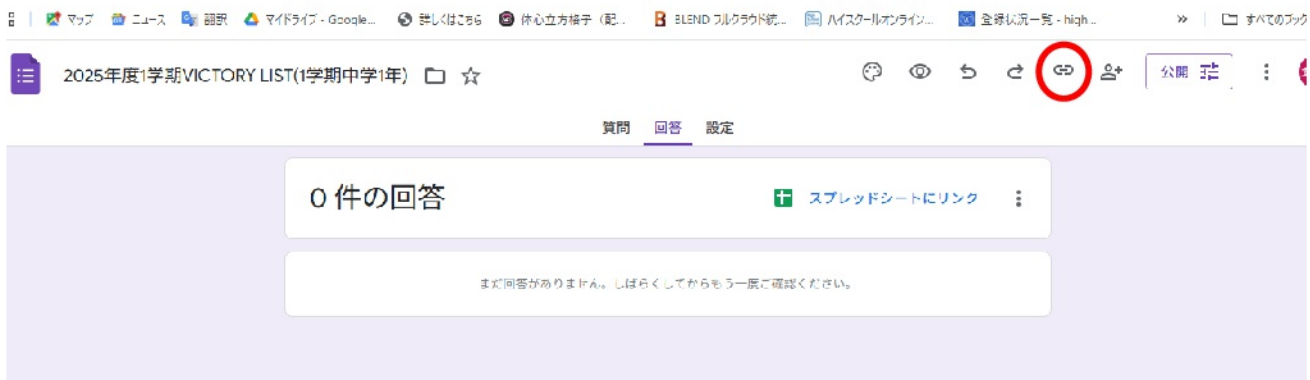 マップ ニュース 翻訳 マイドライブ - Google... 詳しくはこちら 休心立方格子（配... BLEND フルクラウド統... ハイスクールオンライン... 登録状況一覧 - high... » すべてのブック
2025年度1学期VICTORY LIST(1学期中学1年)
公開
質問 回答 設定
0 件の回答
スプレッドシートにリンク
まだ回答がありません。しばらくしてからもう一度ご確認ください。